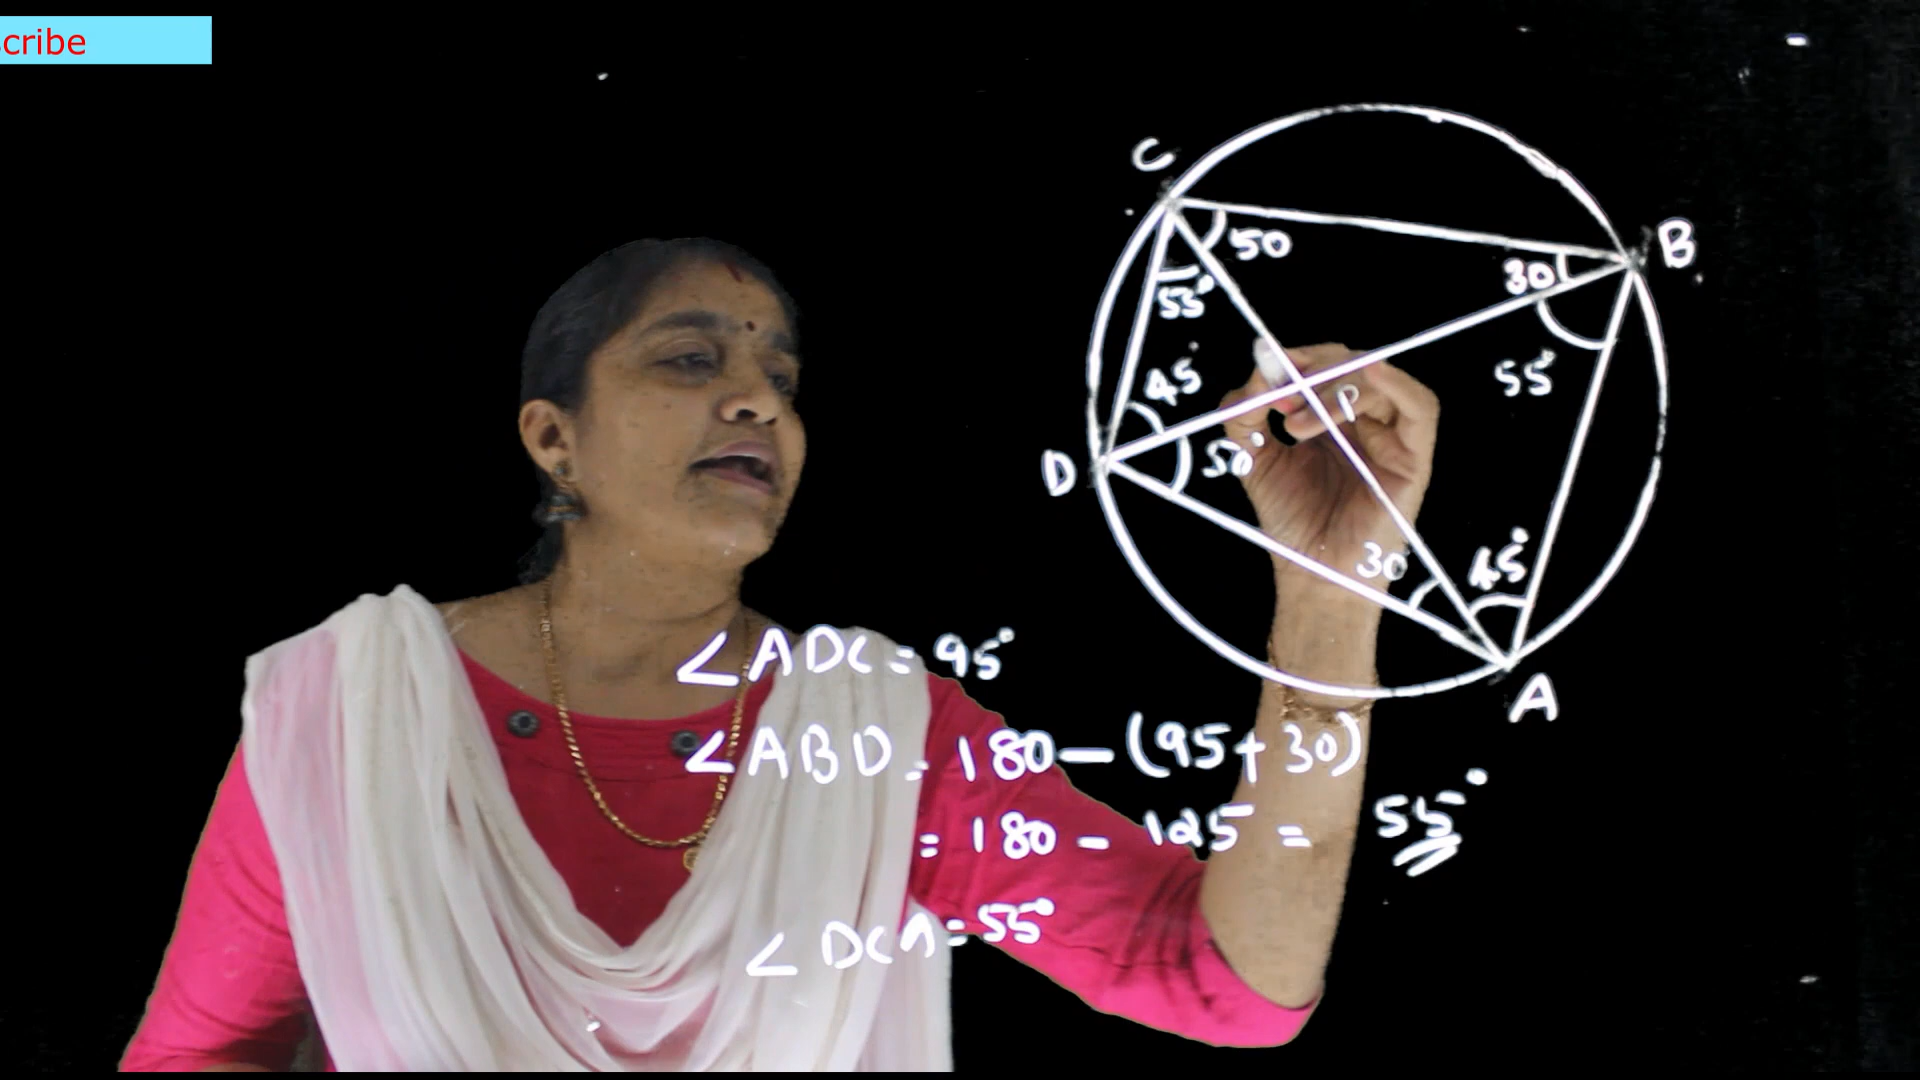 cribe
C
B
50
30
55°
45°
55°
P
D
50°
30
45°
A
∠ADC = 95°
∠ABD = 180 - (95 + 30)
= 180 - 125 = 55°
∠DCA = 55°